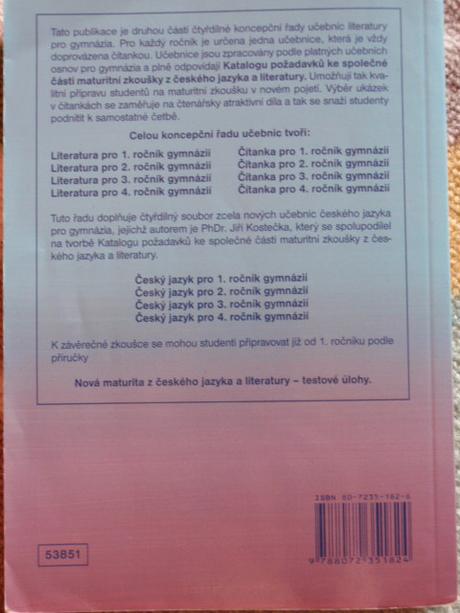 Tato publikace je druhou částí čtyřdílné koncepční řady učebnic literatury
pro gymnázia. Pro každý ročník je určena jedna učebnice, která je vždy
doprovázena čítankou. Učebnice jsou zpracovány podle platných učebních
osnov pro gymnázia a plně odpovídají Katalogu požadavků ke společné
části maturitní zkoušky z českého jazyka a literatury. Umožňují tak kva-
litní přípravu studentů na maturitní zkoušku v novém pojetí. Výběr ukázek
v čítankách se zaměřuje na čtenářsky atraktivní díla a tak se snaží studenty
podnítit k samostatné četbě.
Celou koncepční řadu učebnic tvoří:
Literatura pro 1. ročník gymnázií Čítanka pro 1. ročník gymnázií
Literatura pro 2. ročník gymnázií Čítanka pro 2. ročník gymnázií
Literatura pro 3. ročník gymnázií Čítanka pro 3. ročník gymnázií
Literatura pro 4. ročník gymnázií Čítanka pro 4. ročník gymnázií
Tuto řadu doplňuje čtyřdílný soubor zcela nových učebnic českého jazyka
pro gymnázia, jejichž autorem je PhDr. Jiří Kostečka, který se spolupodílel
na tvorbě Katalogu požadavků ke společné části maturitní zkoušky z čes-
kého jazyka a literatury.
Český jazyk pro 1. ročník gymnázií
Český jazyk pro 2. ročník gymnázií
Český jazyk pro 3. ročník gymnázií
Český jazyk pro 4. ročník gymnázií
K závěrečné zkoušce se mohou studenti připravovat již od 1. ročníku podle
příručky
Nová maturita z českého jazyka a literatury – testové úlohy.
ISBN 80-7235-182-6
9788072351824
53851